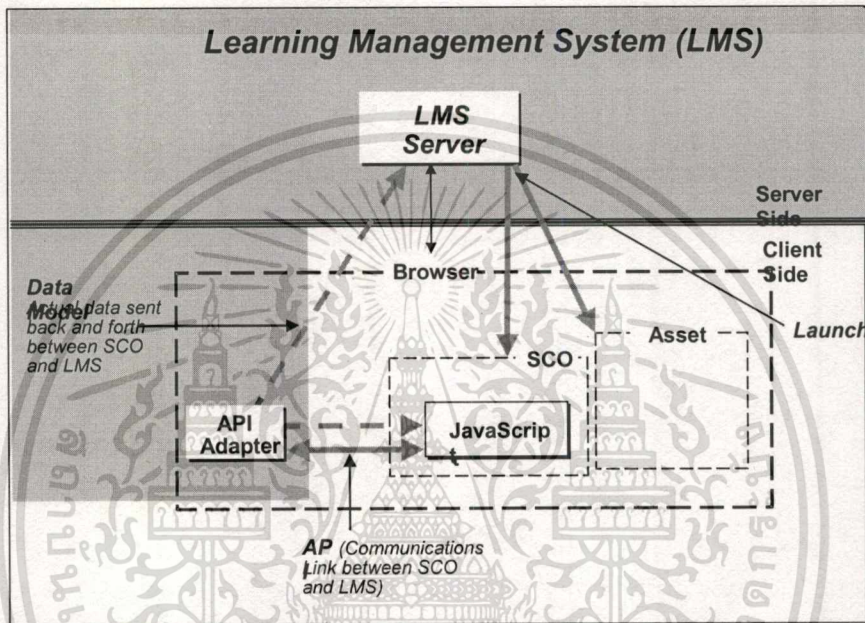 Learning Management System (LMS)
LMS
Server
Server
Side
Client
Side
Browser
Data
Model
Actual data sent
back and forth
between SCO
and LMS
Asset
Launch
SCO
API
Adapter
JavaScrip
t
AP (Communications
I
Link between SCO
and LMS)